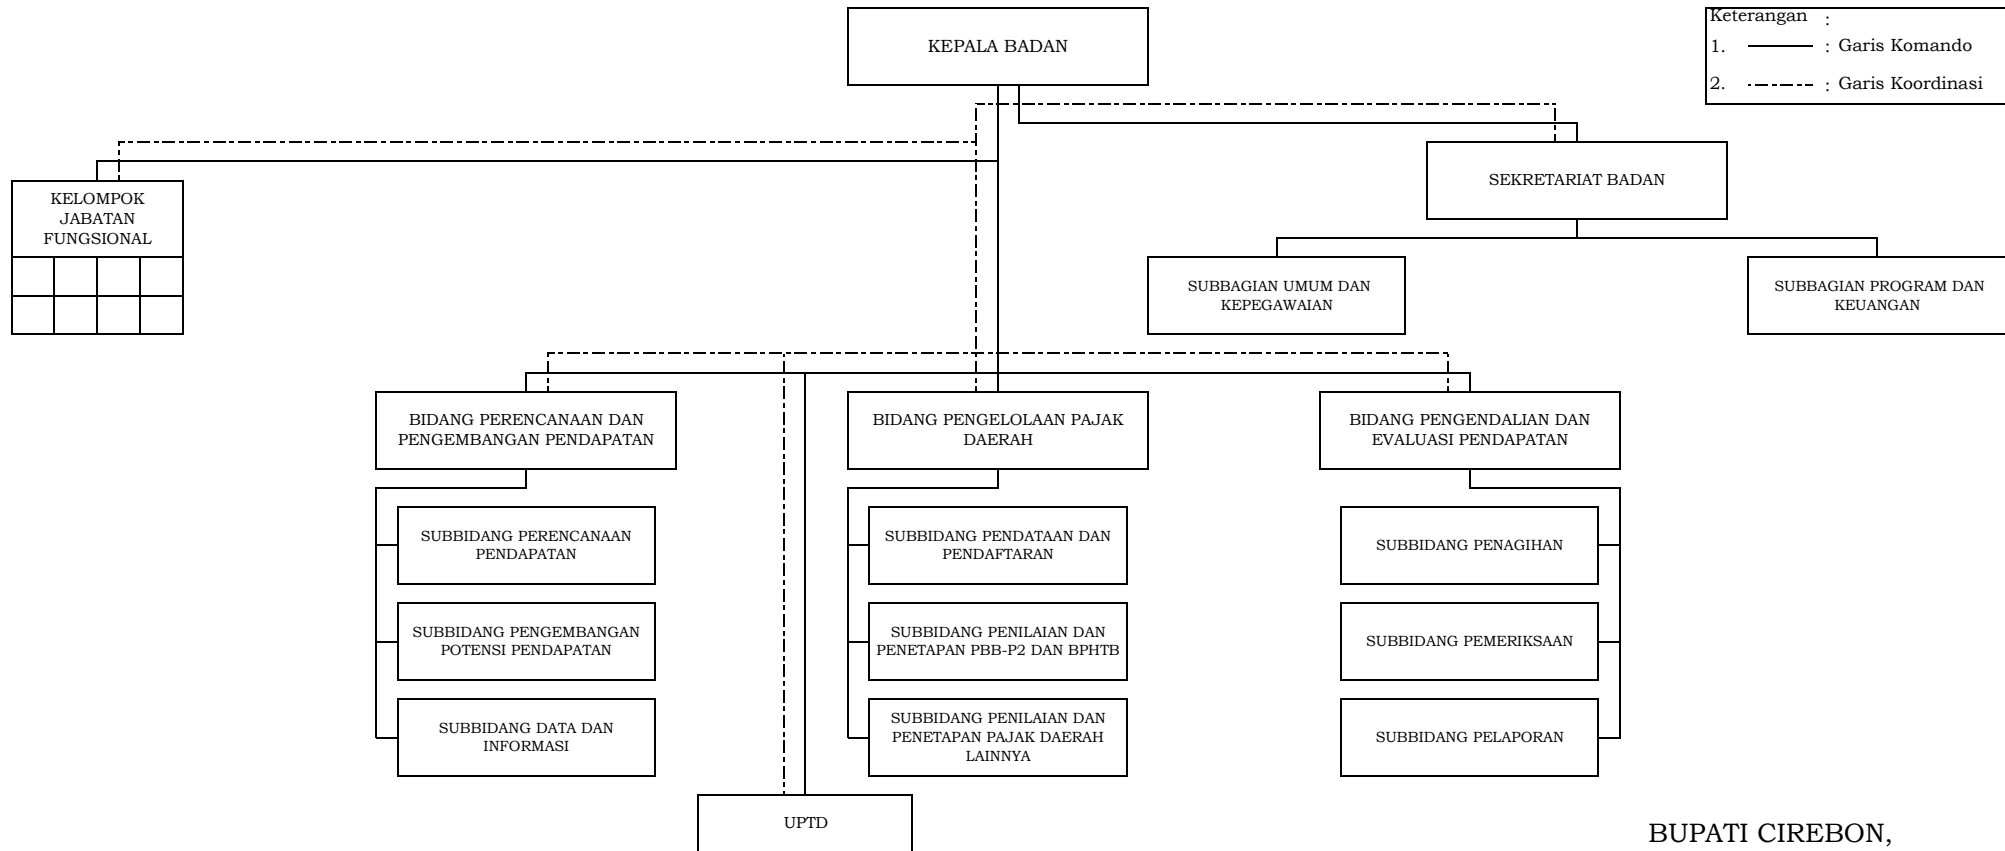 KEPALA BADAN
Keterangan :
1. : Garis Komando
2. : Garis Koordinasi
KELOMPOK
JABATAN
FUNGSIONAL
SEKRETARIAT BADAN
SUBBAGIAN UMUM DAN
KEPEGAWAIAN
SUBBAGIAN PROGRAM DAN
KEUANGAN
BIDANG PERENCANAAN DAN
PENGEMBANGAN PENDAPATAN
BIDANG PENGELOLAAN PAJAK
DAERAH
BIDANG PENGENDALIAN DAN
EVALUASI PENDAPATAN
SUBBIDANG PERENCANAAN
PENDAPATAN
SUBBIDANG PENDATAAN DAN
PENDAFTARAN
SUBBIDANG PENAGIHAN
SUBBIDANG PENGEMBANGAN
POTENSI PENDAPATAN
SUBBIDANG PENILAIAN DAN
PENETAPAN PBB-P2 DAN BPHTB
SUBBIDANG PEMERIKSAAN
SUBBIDANG DATA DAN
INFORMASI
SUBBIDANG PENILAIAN DAN
PENETAPAN PAJAK DAERAH
LAINNYA
SUBBIDANG PELAPORAN
UPTD
BUPATI CIREBON,